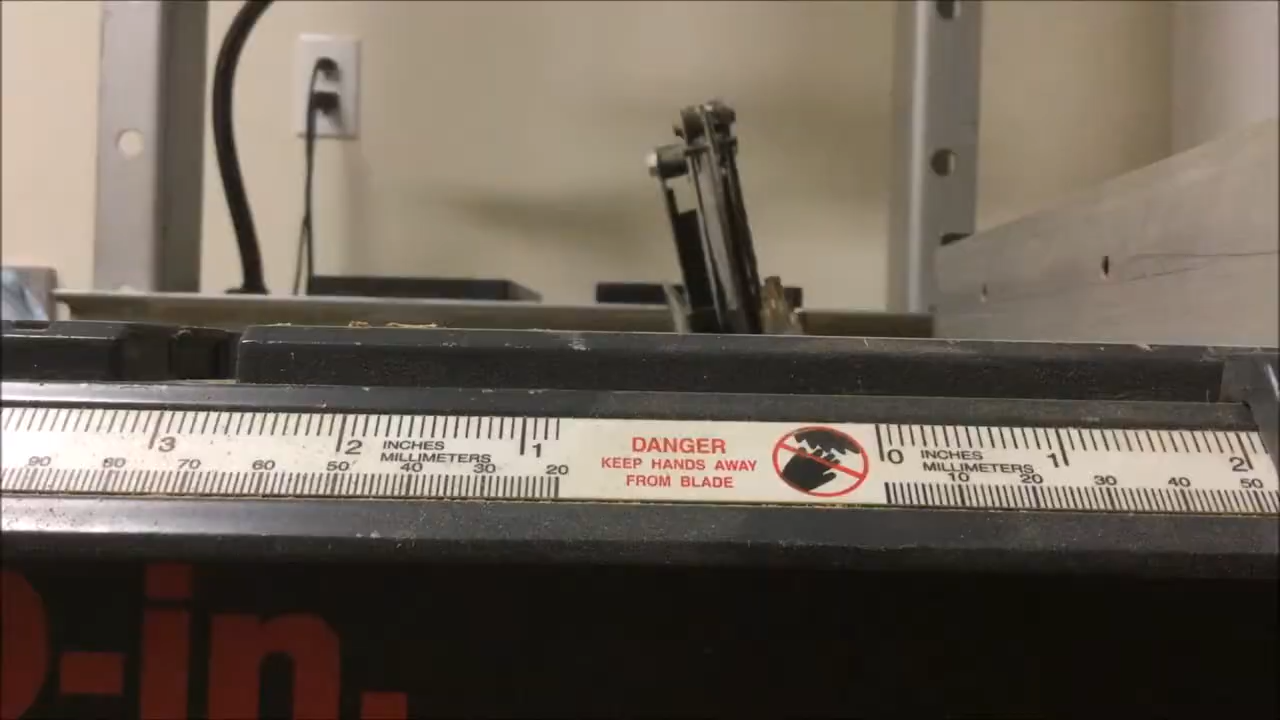 3 2 INCHES 1
MILLIMETERS
90 80 70 60 50 40 30 20
DANGER
KEEP HANDS AWAY
FROM BLADE
0 INCHES 1 2
MILLIMETERS
10 20 30 40 50
-in.